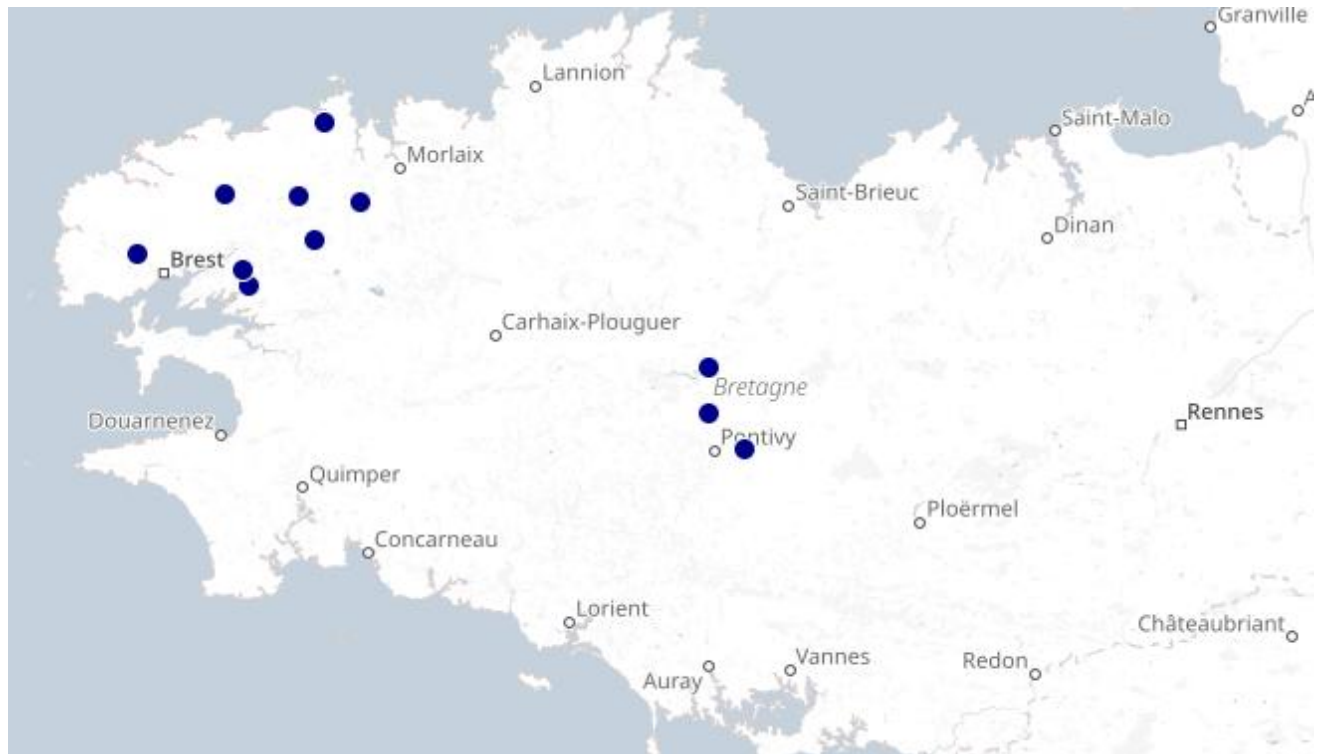 Granville
Lannion
A
Saint-Malo
Morlaix
Saint-Brieuc
Dinan
Brest
Carhaix-Plouguer
Bretagne
Rennes
Douarnenez
Pontivy
Quimper
Ploërmel
Concarneau
Lorient
Châteaubriant
Vannes
Redon
Auray